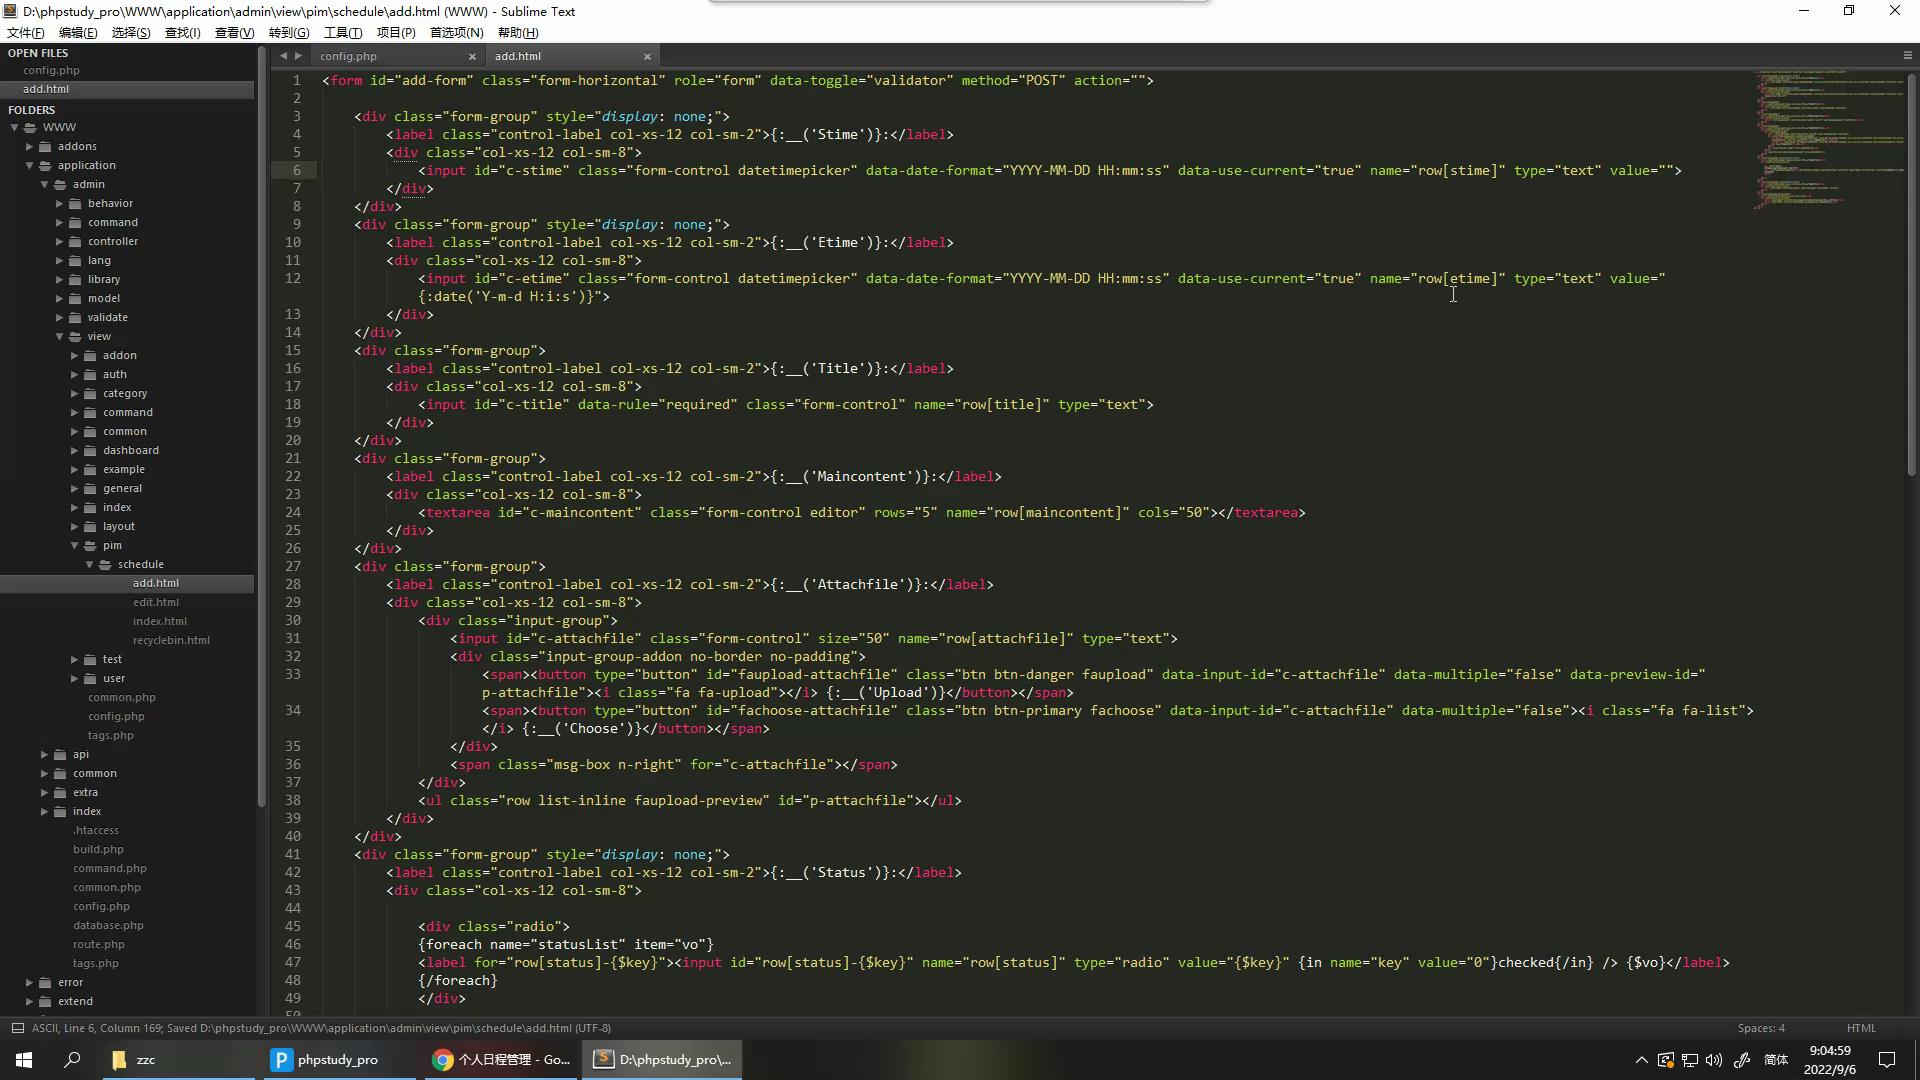 D:\phpstudy_pro\WWW\application\admin\view\pim\schedule\add.html (WWW) - Sublime Text
文件(F) 编辑(E) 选择(S) 查找(I) 查看(V) 转到(G) 工具(T) 项目(P) 首选项(N) 帮助(H)
OPEN FILES
config.php
add.html
FOLDERS
WWW
addons
application
admin
behavior
command
controller
lang
library
model
validate
view
addon
auth
category
command
common
dashboard
example
general
index
layout
pim
schedule
add.html
edit.html
index.html
recyclebin.html
test
user
common.php
config.php
tags.php
api
common
extra
index
.htaccess
build.php
command.php
common.php
config.php
database.php
route.php
tags.php
error
extend
config.php
add.html
1 <form id="add-form" class="form-horizontal" role="form" data-toggle="validator" method="POST" action="">
2
3 <div class="form-group" style="display: none;">
4 <label class="control-label col-xs-12 col-sm-2">{:__('Stime')}:</label>
5 <div class="col-xs-12 col-sm-8">
6 <input id="c-stime" class="form-control datetimepicker" data-date-format="YYYY-MM-DD HH:mm:ss" data-use-current="true" name="row[stime]" type="text" value="">
7 </div>
8 </div>
9 <div class="form-group" style="display: none;">
10 <label class="control-label col-xs-12 col-sm-2">{:__('Etime')}:</label>
11 <div class="col-xs-12 col-sm-8">
12 <input id="c-etime" class="form-control datetimepicker" data-date-format="YYYY-MM-DD HH:mm:ss" data-use-current="true" name="row[etime]" type="text" value="
{:date('Y-m-d H:i:s')}">
13 </div>
14 </div>
15 <div class="form-group">
16 <label class="control-label col-xs-12 col-sm-2">{:__('Title')}:</label>
17 <div class="col-xs-12 col-sm-8">
18 <input id="c-title" data-rule="required" class="form-control" name="row[title]" type="text">
19 </div>
20 </div>
21 <div class="form-group">
22 <label class="control-label col-xs-12 col-sm-2">{:__('Maincontent')}:</label>
23 <div class="col-xs-12 col-sm-8">
24 <textarea id="c-maincontent" class="form-control editor" rows="5" name="row[maincontent]" cols="50"></textarea>
25 </div>
26 </div>
27 <div class="form-group">
28 <label class="control-label col-xs-12 col-sm-2">{:__('Attachfile')}:</label>
29 <div class="col-xs-12 col-sm-8">
30 <div class="input-group">
31 <input id="c-attachfile" class="form-control" size="50" name="row[attachfile]" type="text">
32 <div class="input-group-addon no-border no-padding">
33 <span><button type="button" id="faupload-attachfile" class="btn btn-danger faupload" data-input-id="c-attachfile" data-multiple="false" data-preview-id="
p-attachfile"><i class="fa fa-upload"></i> {:__('Upload')}</button></span>
34 <span><button type="button" id="fachoose-attachfile" class="btn btn-primary fachoose" data-input-id="c-attachfile" data-multiple="false"><i class="fa fa-list">
</i> {:__('Choose')}</button></span>
35 </div>
36 <span class="msg-box n-right" for="c-attachfile"></span>
37 </div>
38 <ul class="row list-inline faupload-preview" id="p-attachfile"></ul>
39 </div>
40 </div>
41 <div class="form-group" style="display: none;">
42 <label class="control-label col-xs-12 col-sm-2">{:__('Status')}:</label>
43 <div class="col-xs-12 col-sm-8">
44
45 <div class="radio">
46 {foreach name="statusList" item="vo"}
47 <label for="row[status]-{$key}"><input id="row[status]-{$key}" name="row[status]" type="radio" value="{$key}" {in name="key" value="0"}checked{/in} /> {$vo}</label>
48 {/foreach}
49 </div>
50
ASCII, Line 6, Column 169; Saved D:\phpstudy_pro\WWW\application\admin\view\pim\schedule\add.html (UTF-8)
Spaces: 4
HTML
zzc
phpstudy_pro
个人日程管理 - Go...
D:\phpstudy_pro\...
简体
9:04:59
2022/9/6